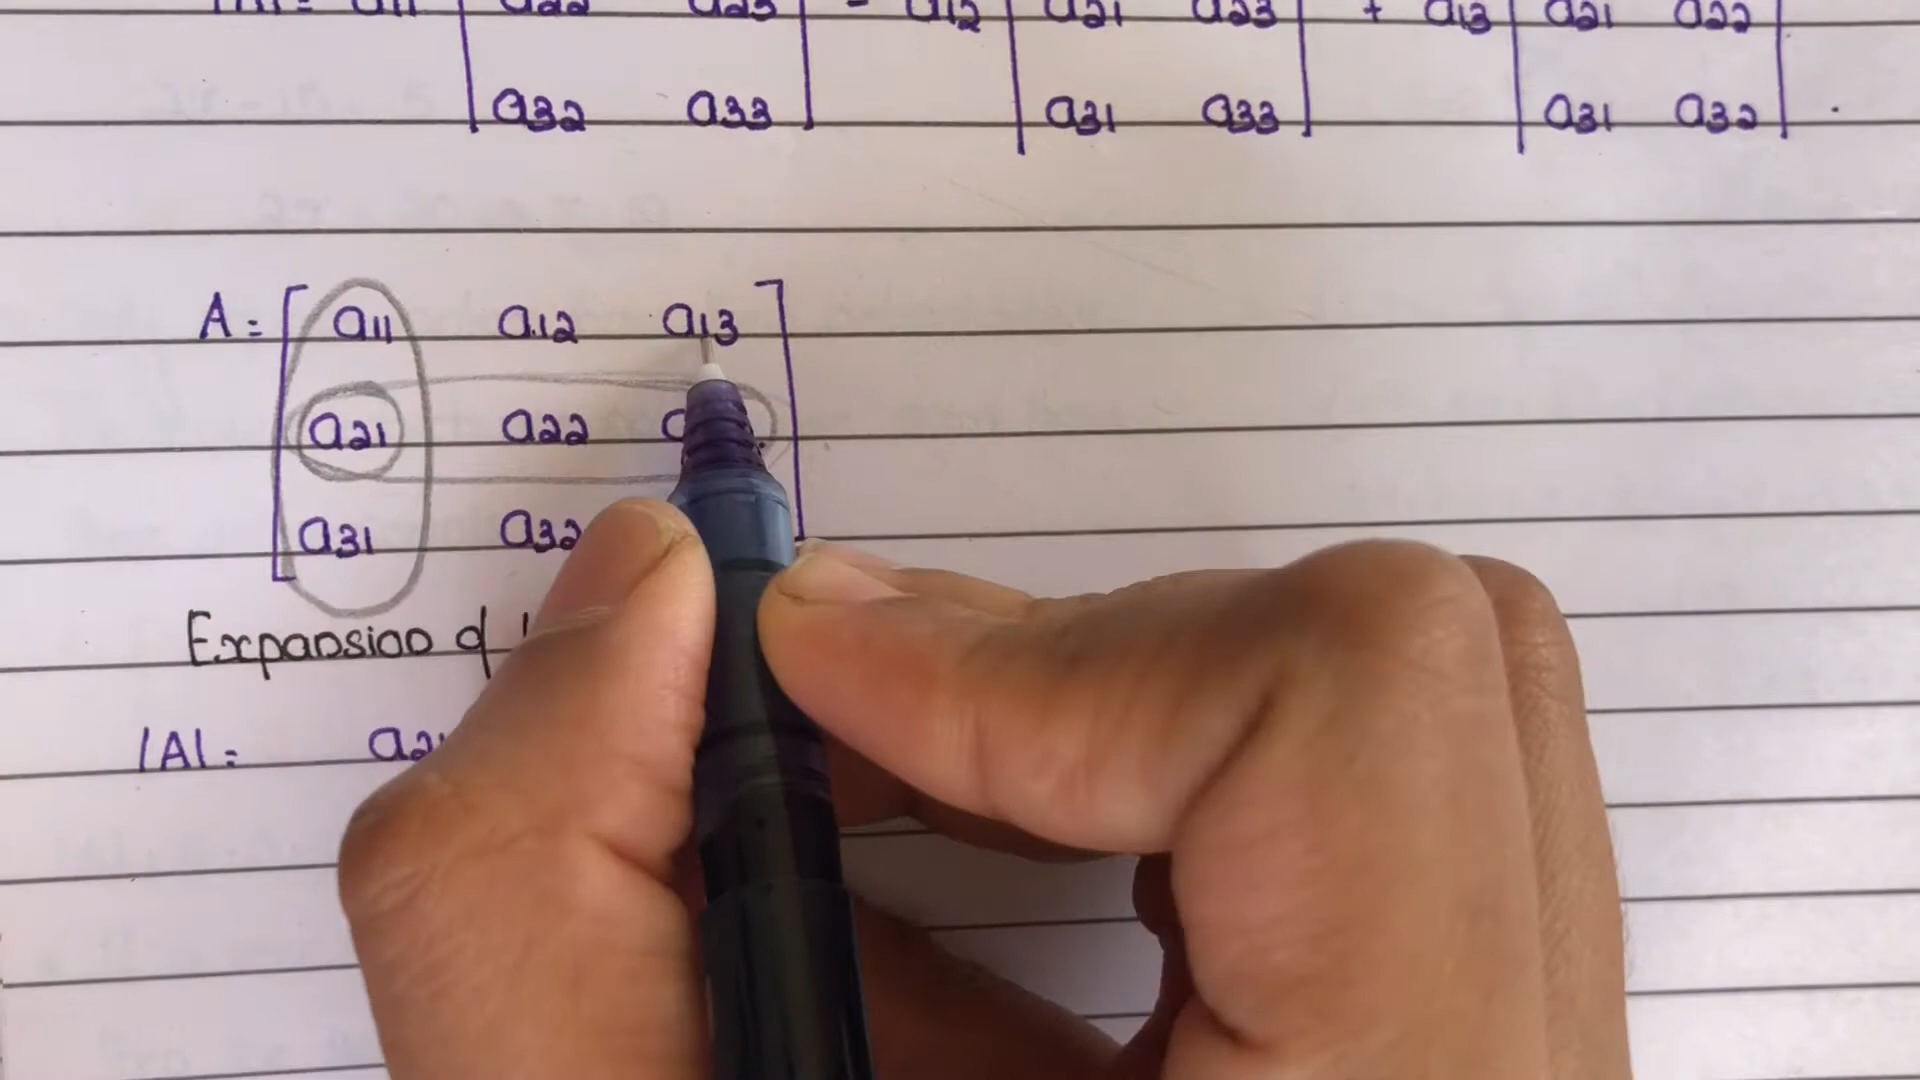 |A| = a11 | a22 a23 | - a12 | a21 a23 | + a13 | a21 a22 |
| a32 a33 | | a31 a33 | | a31 a32 | .
A = [ a11 a12 a13 ]
a21 a22
a31 a32
Expansion of
|A| =